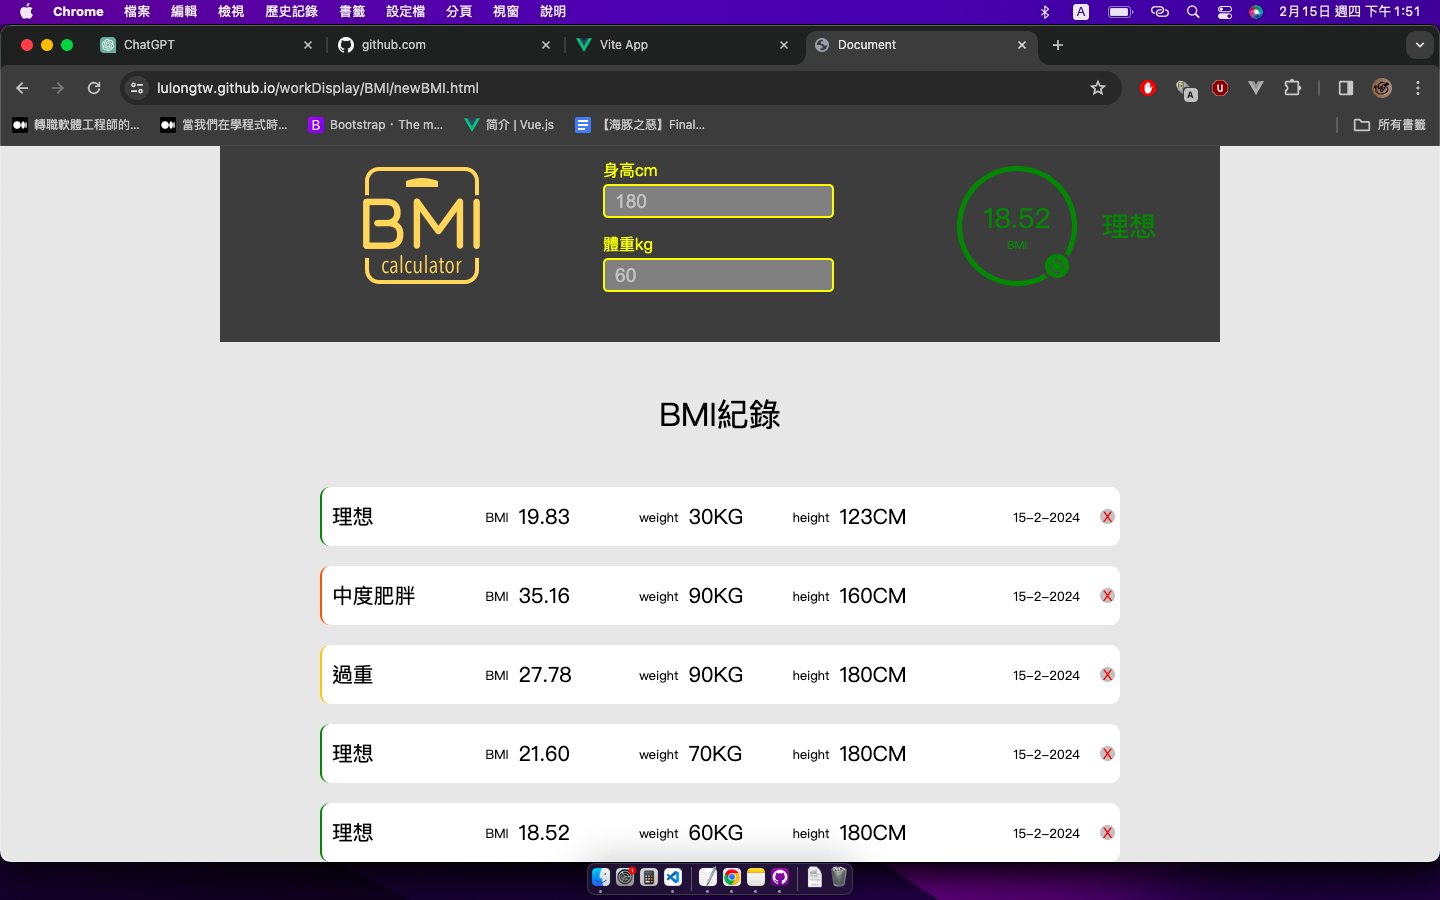 Chrome 檔案 編輯 檢視 歷史記錄 書籤 設定檔 分頁 視窗 說明 A 2月15日 週四 下午1:51
ChatGPT github.com Vite App Document
lulongtw.github.io/workDisplay/BMI/newBMI.html
轉職軟體工程師的... 當我們在學程式時... Bootstrap · The m... 简介 | Vue.js 【海豚之惡】Final... 所有書籤
BMI
calculator
身高cm
180
體重kg
60
18.52
BMI
理想
BMI紀錄
理想 BMI 19.83 weight 30KG height 123CM 15-2-2024 X
中度肥胖 BMI 35.16 weight 90KG height 160CM 15-2-2024 X
過重 BMI 27.78 weight 90KG height 180CM 15-2-2024 X
理想 BMI 21.60 weight 70KG height 180CM 15-2-2024 X
理想 BMI 18.52 weight 60KG height 180CM 15-2-2024 X